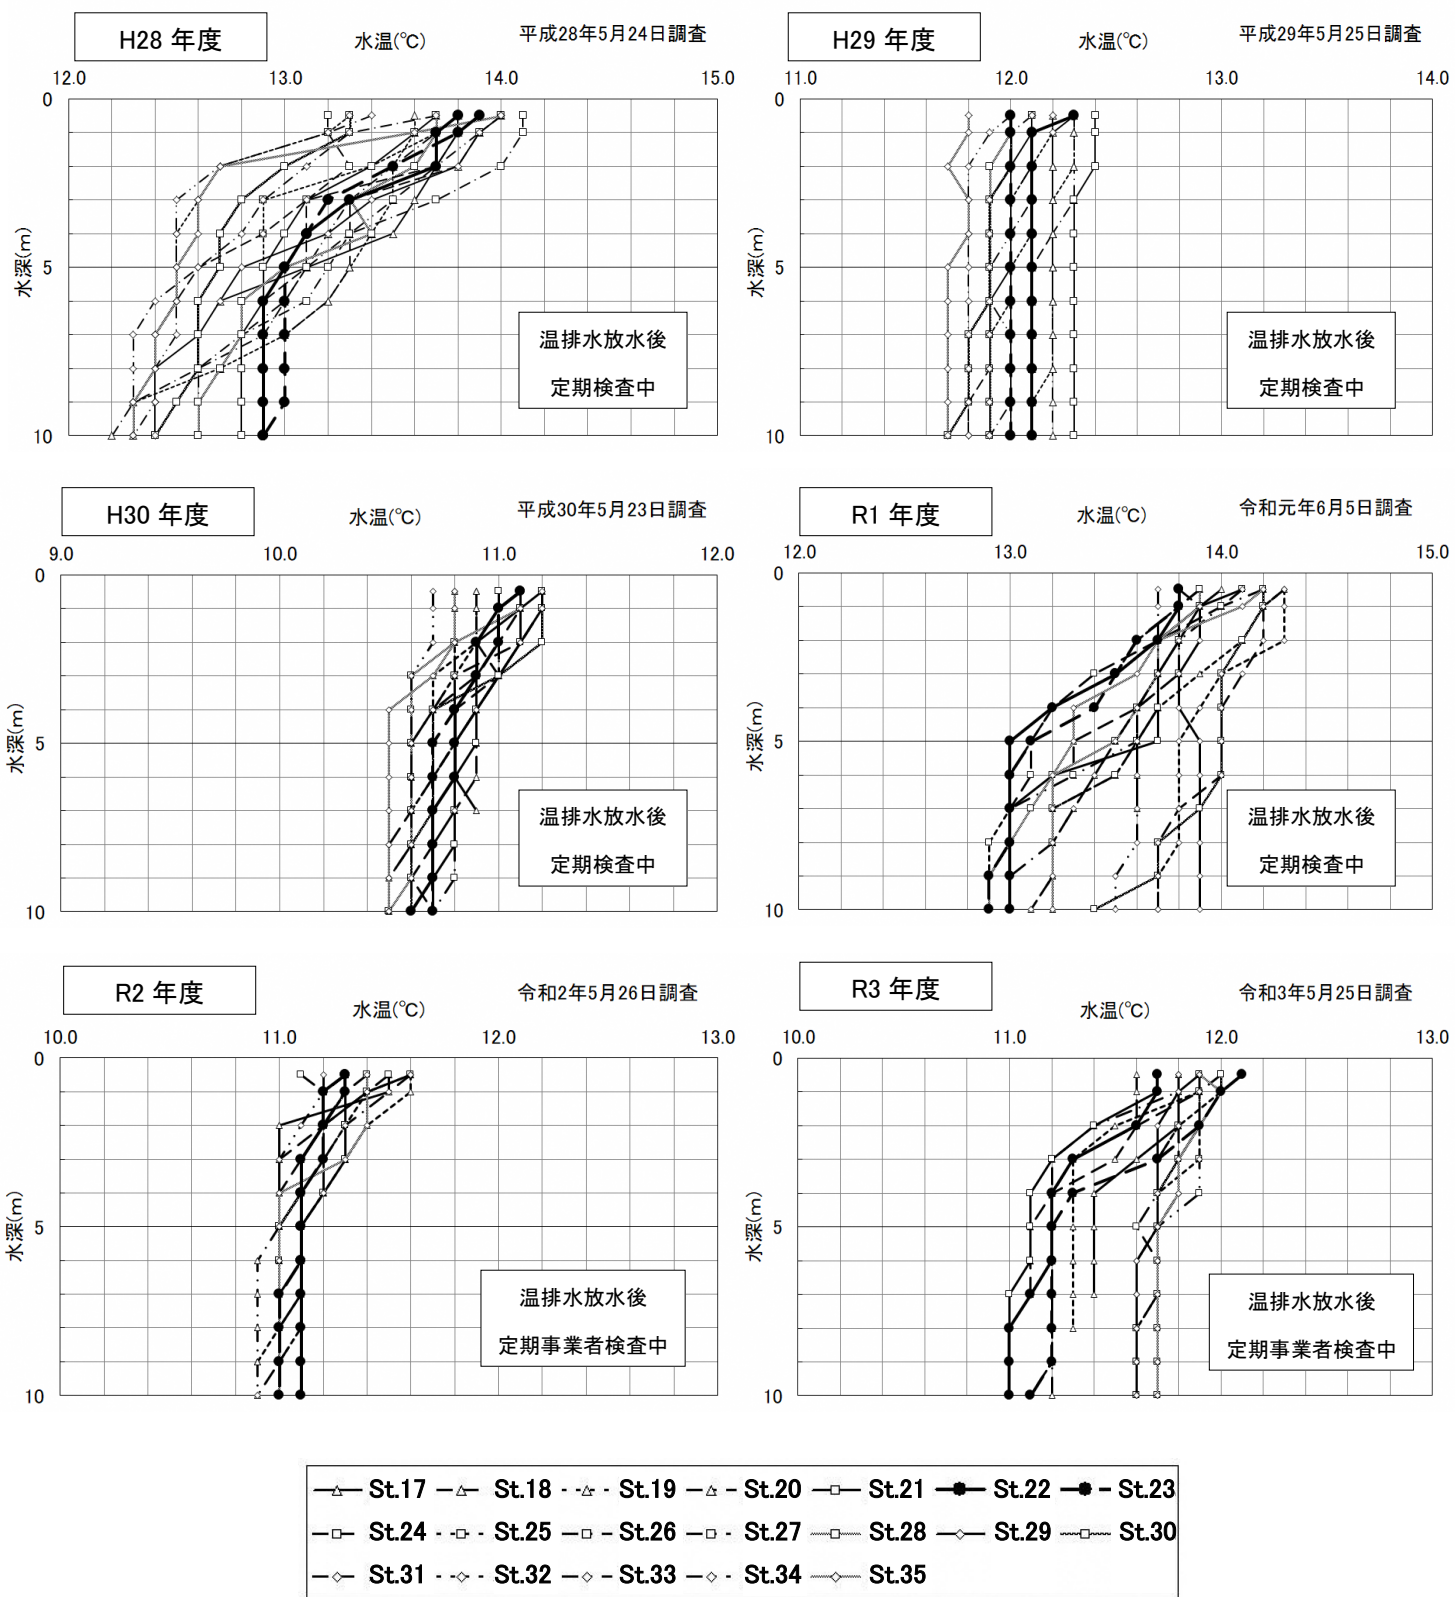 H28 年度
水温(℃)
平成28年5月24日調査
12.0 13.0 14.0 15.0
0
5
10
水深(m)
温排水放水後
定期検査中
H29 年度
水温(℃)
平成29年5月25日調査
11.0 12.0 13.0 14.0
0
5
10
水深(m)
温排水放水後
定期検査中
H30 年度
水温(℃)
平成30年5月23日調査
9.0 10.0 11.0 12.0
0
5
10
水深(m)
温排水放水後
定期検査中
R1 年度
水温(℃)
令和元年6月5日調査
12.0 13.0 14.0 15.0
0
5
10
水深(m)
温排水放水後
定期検査中
R2 年度
水温(℃)
令和2年5月26日調査
10.0 11.0 12.0 13.0
0
5
10
水深(m)
温排水放水後
定期事業者検査中
R3 年度
水温(℃)
令和3年5月25日調査
10.0 11.0 12.0 13.0
0
5
10
水深(m)
温排水放水後
定期事業者検査中
St.17 St.18 St.19 St.20 St.21 St.22 St.23
St.24 St.25 St.26 St.27 St.28 St.29 St.30
St.31 St.32 St.33 St.34 St.35